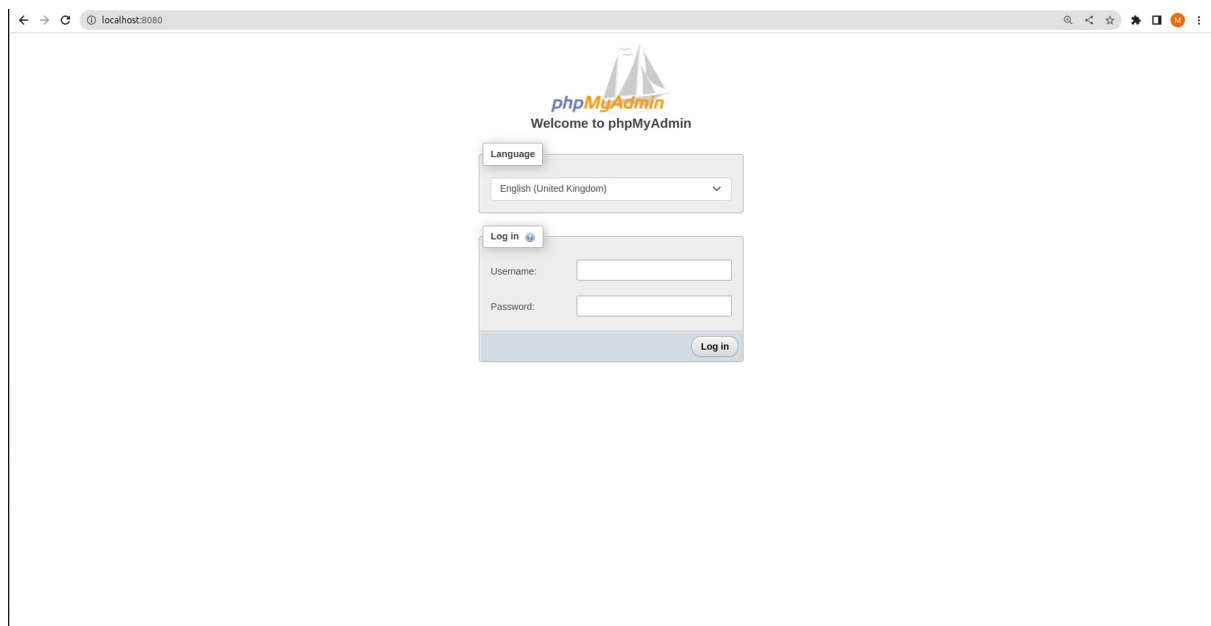 localhost:8080
M
phpMyAdmin
Welcome to phpMyAdmin
Language
English (United Kingdom)
Log in
Username:
Password:
Log in